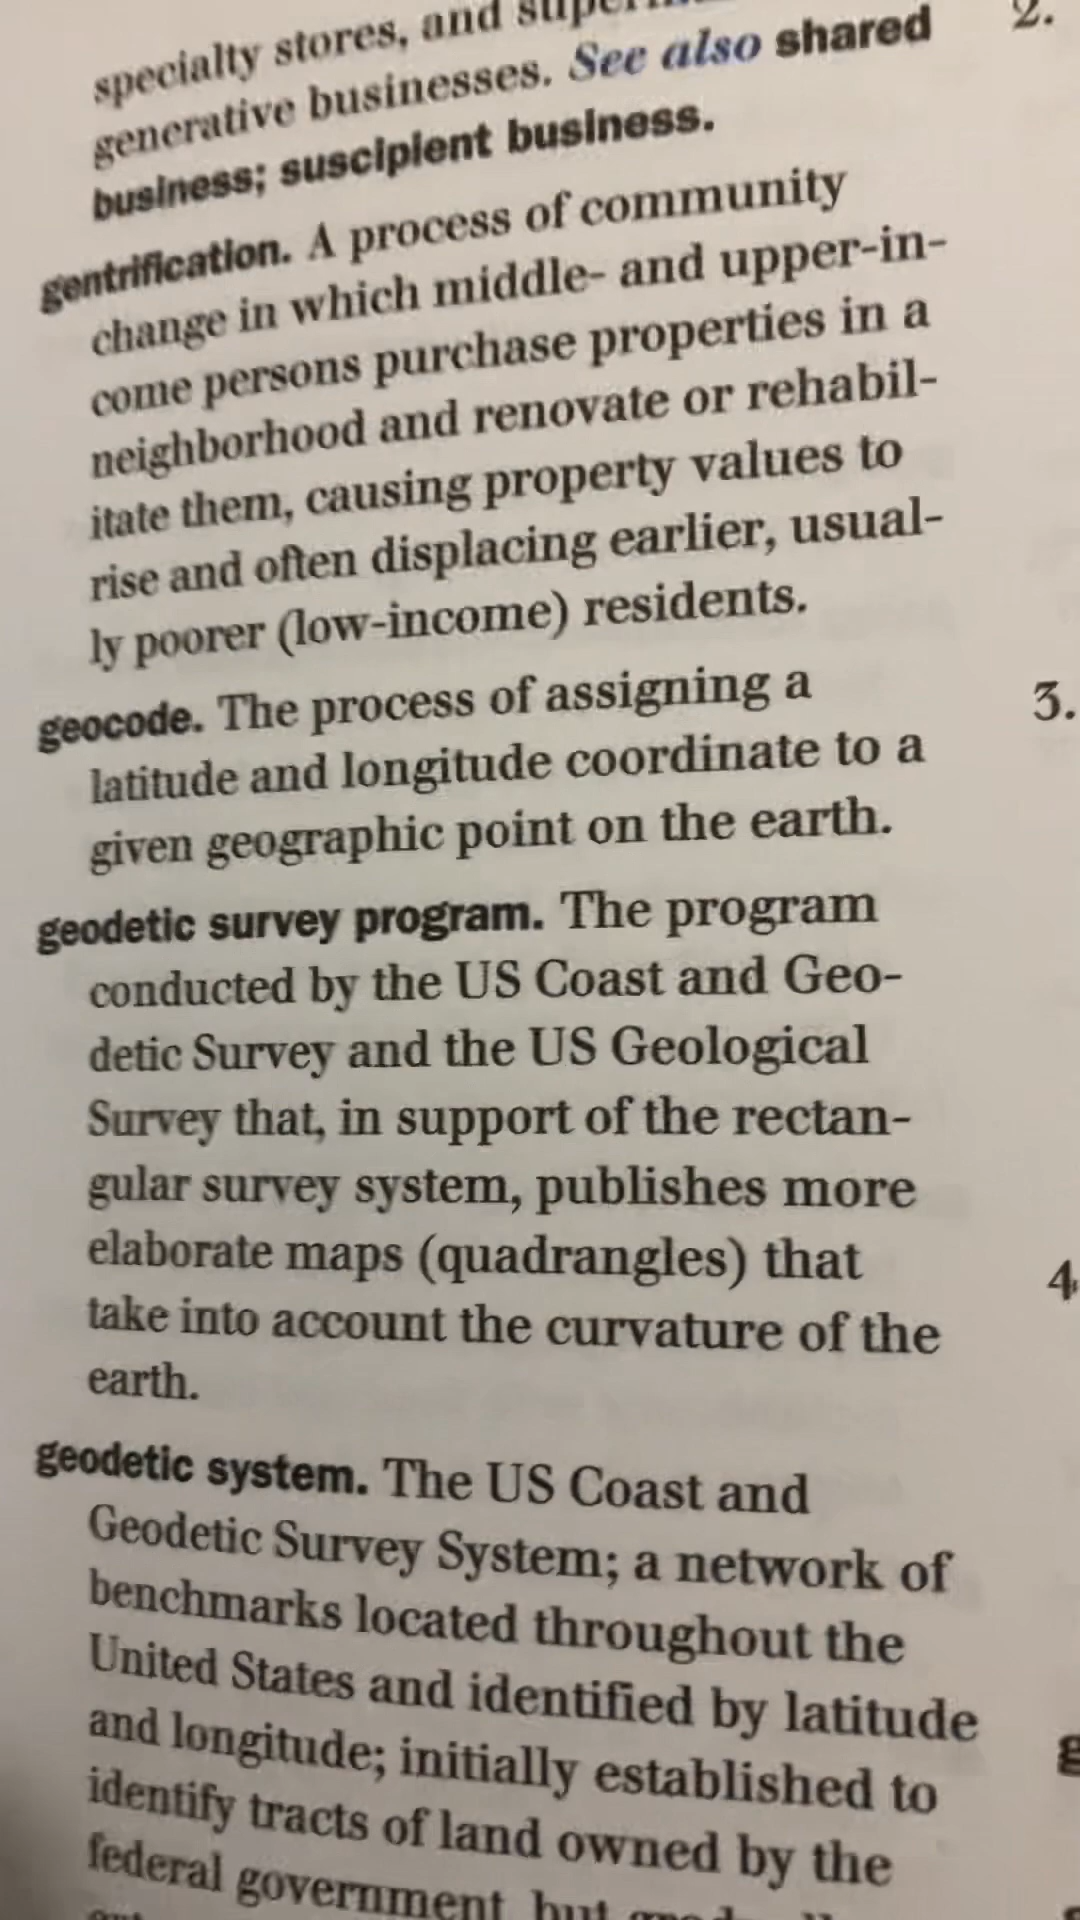 specialty stores, and
generative businesses. See also shared
business; suscipient business.
gentrification. A process of community
change in which middle- and upper-in-
come persons purchase properties in a
neighborhood and renovate or rehabil-
itate them, causing property values to
rise and often displacing earlier, usual-
ly poorer (low-income) residents.
geocode. The process of assigning a
latitude and longitude coordinate to a
given geographic point on the earth.
geodetic survey program. The program
conducted by the US Coast and Geo-
detic Survey and the US Geological
Survey that, in support of the rectan-
gular survey system, publishes more
elaborate maps (quadrangles) that
take into account the curvature of the
earth.
geodetic system. The US Coast and
Geodetic Survey System; a network of
benchmarks located throughout the
United States and identified by latitude
and longitude; initially established to
identify tracts of land owned by the
federal government but
2.
3.
4
g